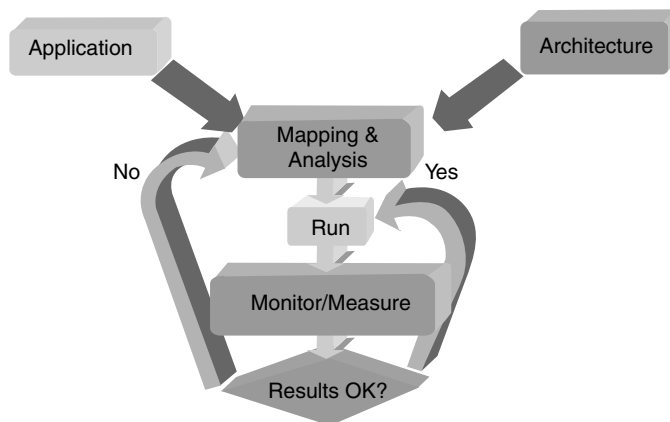 Application
Architecture
Mapping &
Analysis
No
Yes
Run
Monitor/Measure
Results OK?